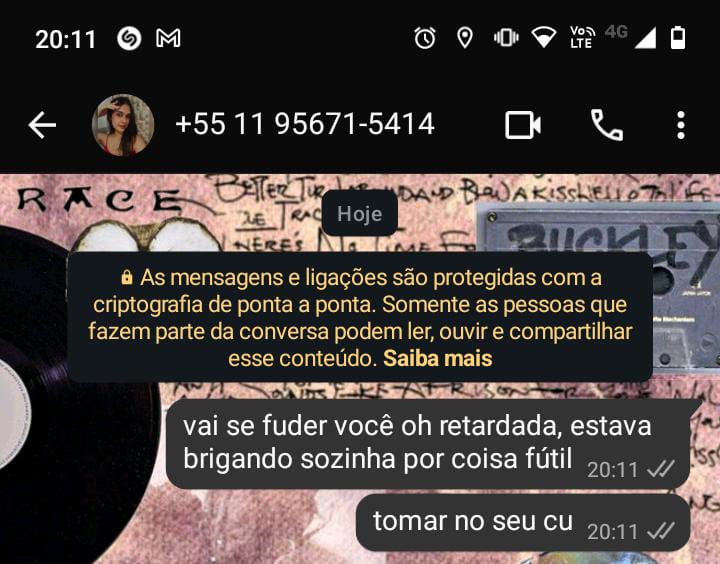 20:11
VoLTE 4G
+55 11 95671-5414
RACE
Hoje
BUCKLEY
As mensagens e ligações são protegidas com a
criptografia de ponta a ponta. Somente as pessoas que
fazem parte da conversa podem ler, ouvir e compartilhar
esse conteúdo. Saiba mais
vai se fuder você oh retardada, estava
brigando sozinha por coisa fútil 20:11
tomar no seu cu 20:11